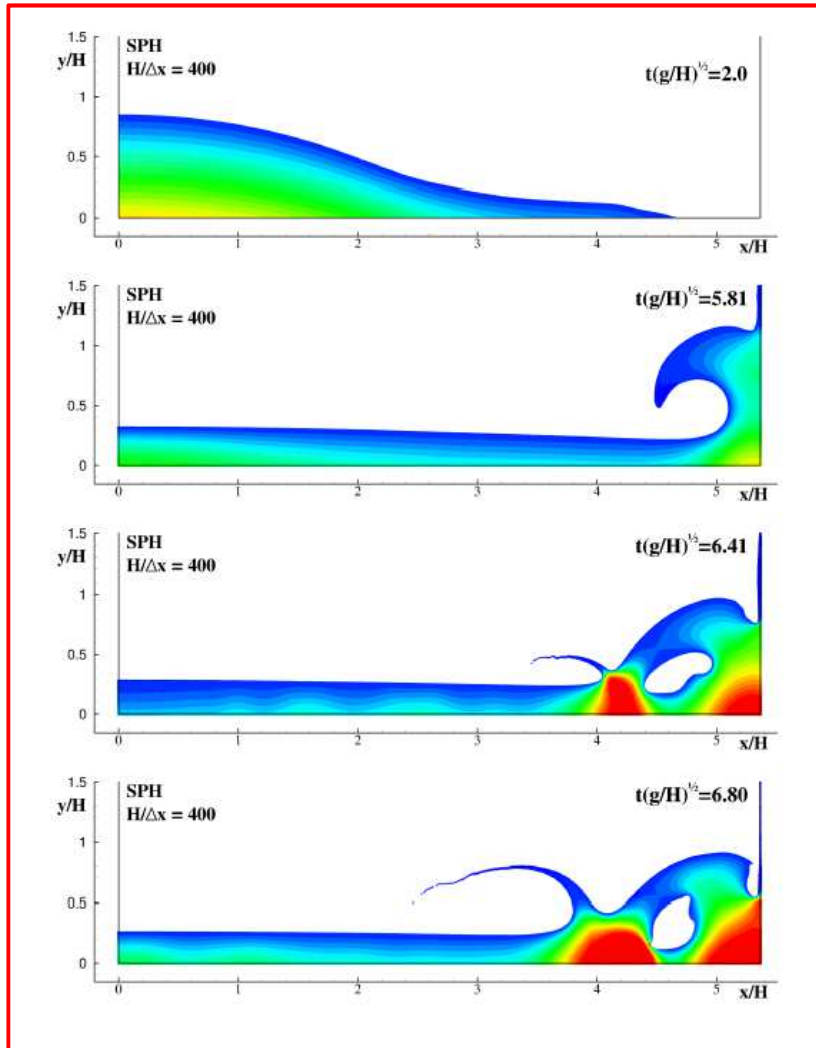 1.5
y/H
SPH
H/Δx = 400
t(g/H)^½=2.0
1
0.5
0
0 1 2 3 4 5
x/H
1.5
y/H
SPH
H/Δx = 400
t(g/H)^½=5.81
1
0.5
0
0 1 2 3 4 5
x/H
1.5
y/H
SPH
H/Δx = 400
t(g/H)^½=6.41
1
0.5
0
0 1 2 3 4 5
x/H
1.5
y/H
SPH
H/Δx = 400
t(g/H)^½=6.80
1
0.5
0
0 1 2 3 4 5
x/H